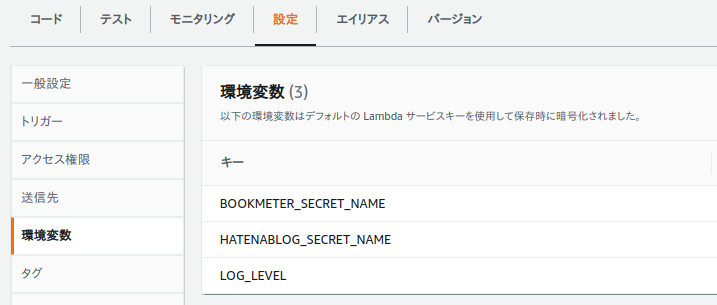 コード テスト モニタリング 設定 エイリアス バージョン
一般設定
トリガー
アクセス権限
送信先
環境変数
タグ
環境変数 (3)
以下の環境変数はデフォルトの Lambda サービスキーを使用して保存時に暗号化されました。
キー
BOOKMETER_SECRET_NAME
HATENABLOG_SECRET_NAME
LOG_LEVEL